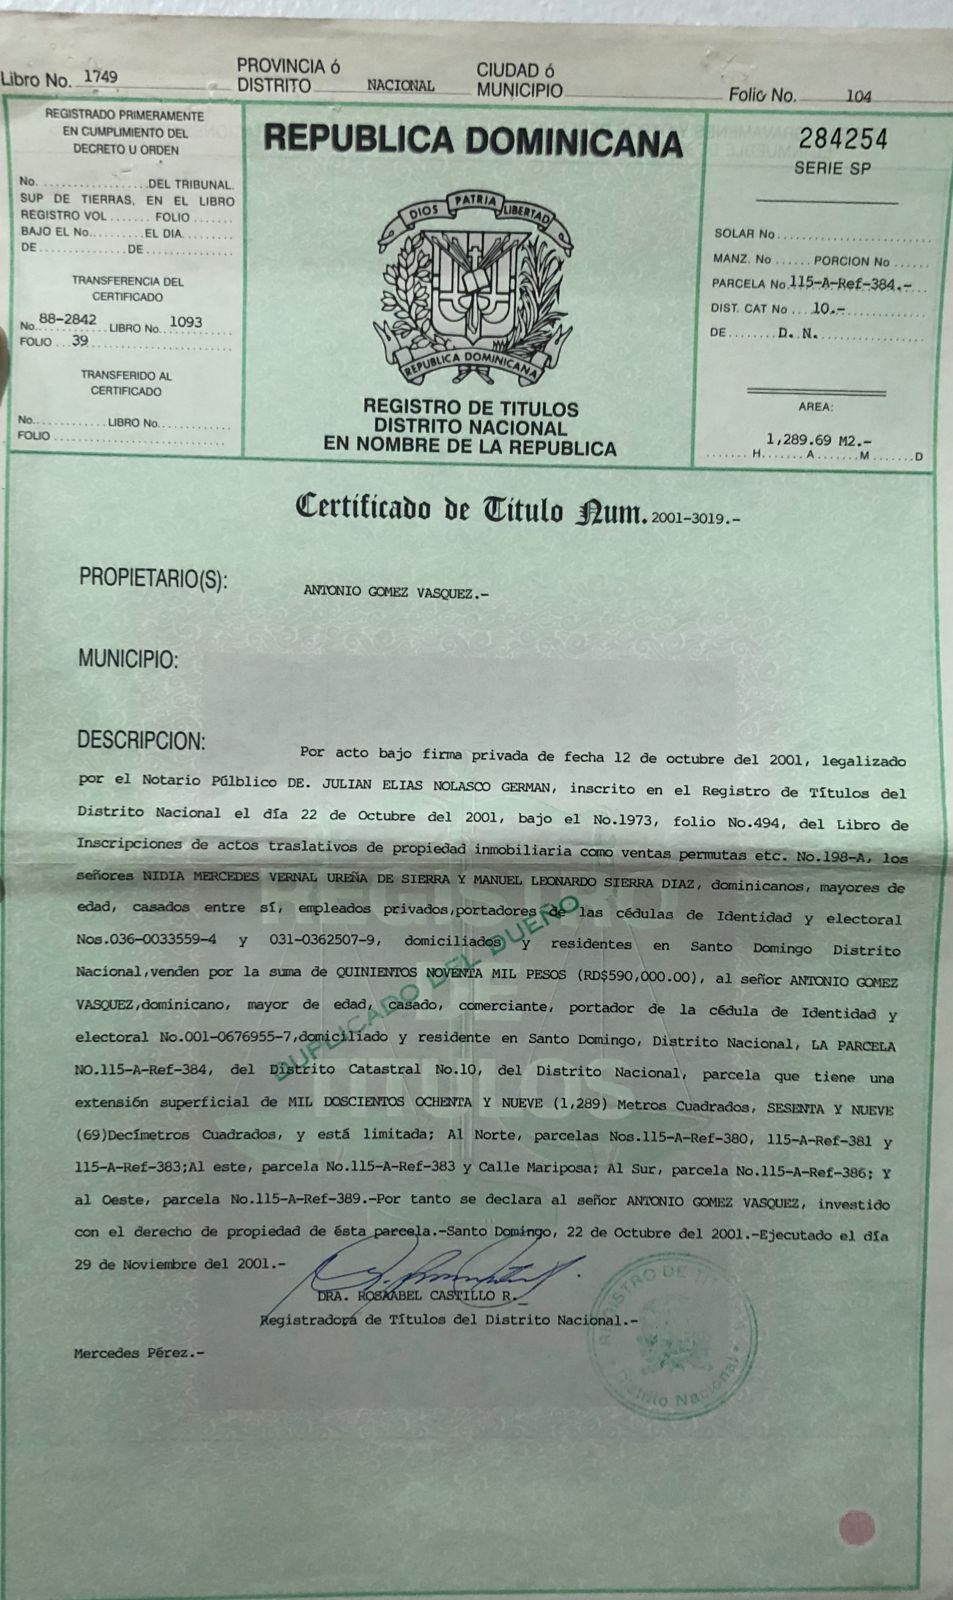 Libro No. 1749
PROVINCIA ó
DISTRITO NACIONAL
CIUDAD ó
MUNICIPIO
Folio No. 104
REGISTRADO PRIMERAMENTE
EN CUMPLIMIENTO DEL
DECRETO U ORDEN
No. .................. DEL TRIBUNAL.
SUP DE TIERRAS, EN EL LIBRO
REGISTRO VOL ....... FOLIO .......
BAJO EL No. ......... EL DIA. ........
DE ............... DE ...............
TRANSFERENCIA DEL
CERTIFICADO
No. 88-2842 LIBRO No. 1093
FOLIO ... 39
TRANSFERIDO AL
CERTIFICADO
No. ............. LIBRO No. ............
FOLIO ..............................
REPUBLICA DOMINICANA
DIOS PATRIA LIBERTAD
REPUBLICA DOMINICANA
REGISTRO DE TITULOS
DISTRITO NACIONAL
EN NOMBRE DE LA REPUBLICA
284254
SERIE SP
SOLAR No ..........................
MANZ. No ...... PORCION No ......
PARCELA No. 115-A-Ref-384.-
DIST. CAT No ... 10.-
DE ........ D. N.
AREA:
1,289.69 M2.-
....... H. ...... A ...... M ....... D
Certificado de Titulo Num. 2001-3019.-
PROPIETARIO(S): ANTONIO GOMEZ VASQUEZ.-
MUNICIPIO:
DESCRIPCION: Por acto bajo firma privada de fecha 12 de octubre del 2001, legalizado
por el Notario Púlblico DE. JULIAN ELIAS NOLASCO GERMAN, inscrito en el Registro de Títulos del
Distrito Nacional el día 22 de Octubre del 2001, bajo el No.1973, folio No.494, del Libro de
Inscripciones de actos traslativos de propiedad inmobiliaria como ventas permutas etc. No.198-A, los
señores NIDIA MERCEDES VERNAL UREÑA DE SIERRA Y MANUEL LEONARDO SIERRA DIAZ, dominicanos, mayores de
edad, casados entre sí, empleados privados,portadores de las cédulas de Identidad y electoral
Nos.036-0033559-4 y 031-0362507-9, domiciliados y residentes en Santo Domingo Distrito
Nacional,venden por la suma de QUINIENTOS NOVENTA MIL PESOS (RD$590,000.00), al señor ANTONIO GOMEZ
VASQUEZ,dominicano, mayor de edad, casado, comerciante, portador de la cédula de Identidad y
electoral No.001-0676955-7,domiciliado y residente en Santo Domingo, Distrito Nacional, LA PARCELA
NO.115-A-Ref-384, del Distrito Catastral No.10, del Distrito Nacional, parcela que tiene una
extensión superficial de MIL DOSCIENTOS OCHENTA Y NUEVE (1,289) Metros Cuadrados, SESENTA Y NUEVE
(69)Decímetros Cuadrados, y está limitada; Al Norte, parcelas Nos.115-A-Ref-380, 115-A-Ref-381 y
115-A-Ref-383;Al este, parcela No.115-A-Ref-383 y Calle Mariposa; Al Sur, parcela No.115-A-Ref-386; Y
al Oeste, parcela No.115-A-Ref-389.-Por tanto se declara al señor ANTONIO GOMEZ VASQUEZ, investido
con el derecho de propiedad de ésta parcela.-Santo Domingo, 22 de Octubre del 2001.-Ejecutado el día
29 de Noviembre del 2001.-
DUPLICADO DEL DUEÑO
DRA. ROSAABEL CASTILLO R._
Registradora de Títulos del Distrito Nacional.-
Mercedes Pérez.-
REGISTRO DE TI
Distrito Nacional